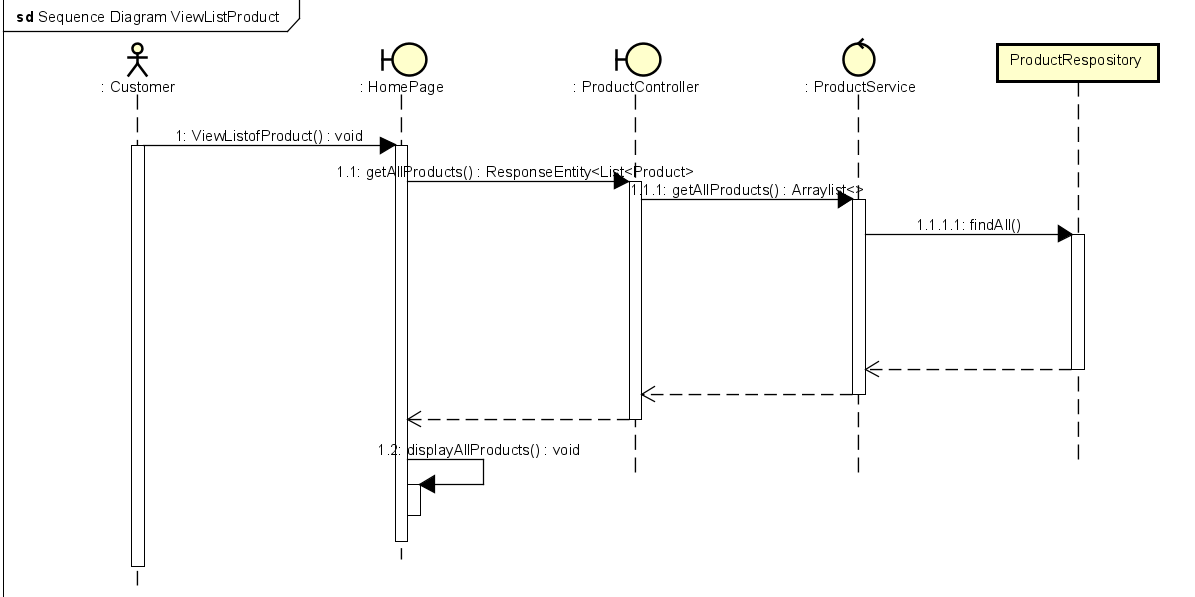 sd Sequence Diagram ViewListProduct
: Customer
: HomePage
: ProductController
: ProductService
ProductRespository
1: ViewListofProduct() : void
1.1: getAllProducts() : ResponseEntity<List<Product>
1.1.1: getAllProducts() : Arraylist<>
1.1.1.1: findAll()
1.2: displayAllProducts() : void